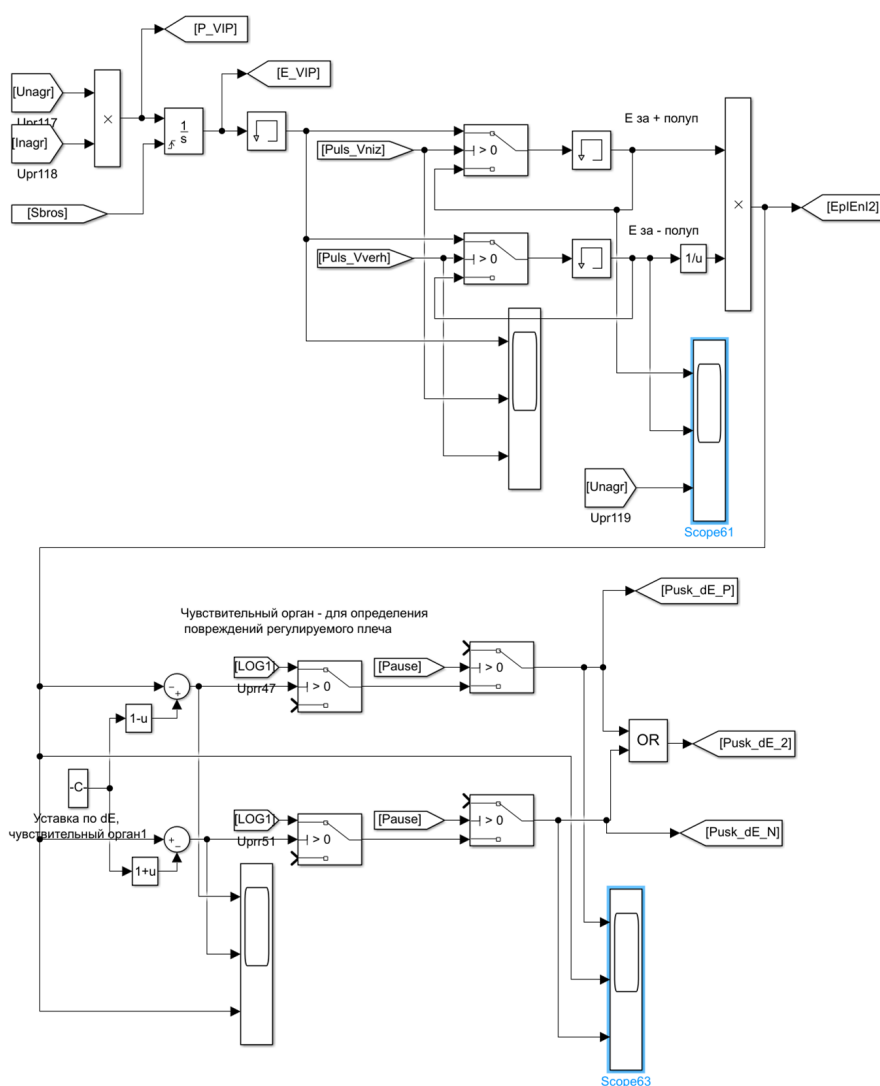 [P_VIP]
[E_VIP]
[Unagr]
Upr117
×
1
s
[Inagr]
Upr118
[Sbros]
[Puls_Vniz]
> 0
E за + полуп
×
[EplEnl2]
E за - полуп
[Puls_Vverh]
> 0
1/u
[Unagr]
Upr119
Scope61
[Pusk_dE_P]
Чувствительный орган - для определения
повреждений регулируемого плеча
[LOG1]
Uprr47
> 0
[Pause]
> 0
−
+
1-u
OR
[Pusk_dE_2]
-C-
Уставка по dE,
чувствительный орган1
[LOG1]
Uprr51
> 0
[Pause]
> 0
[Pusk_dE_N]
+
−
1+u
Scope63